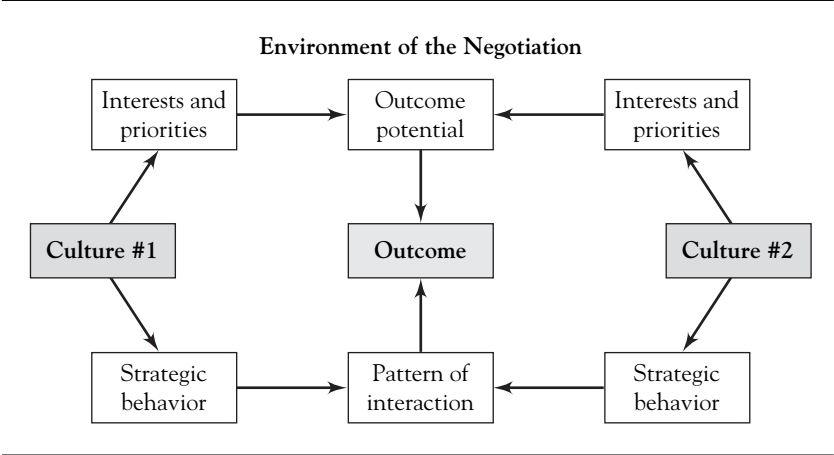 Environment of the Negotiation
Interests and
priorities
Outcome
potential
Interests and
priorities
Culture #1
Outcome
Culture #2
Strategic
behavior
Pattern of
interaction
Strategic
behavior